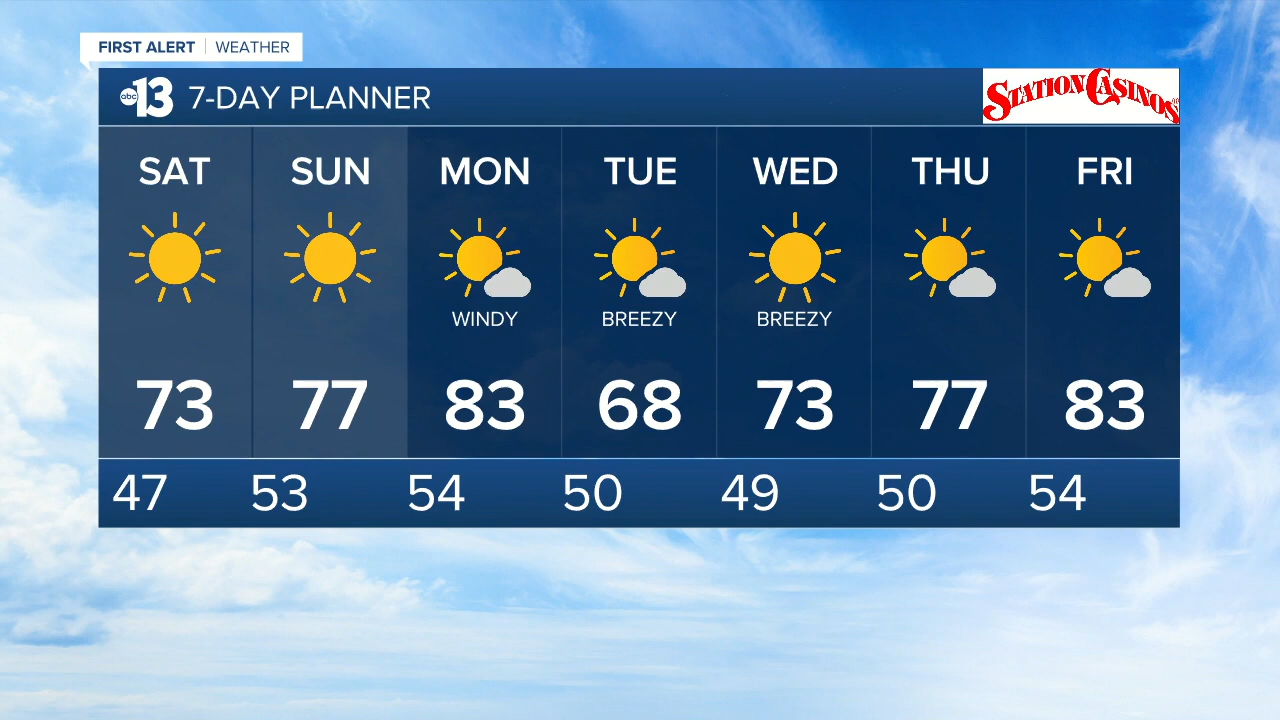 FIRST ALERT | WEATHER
abc 13 7-DAY PLANNER
STATION CASINOS
SAT SUN MON TUE WED THU FRI
WINDY BREEZY BREEZY
73 77 83 68 73 77 83
47 53 54 50 49 50 54